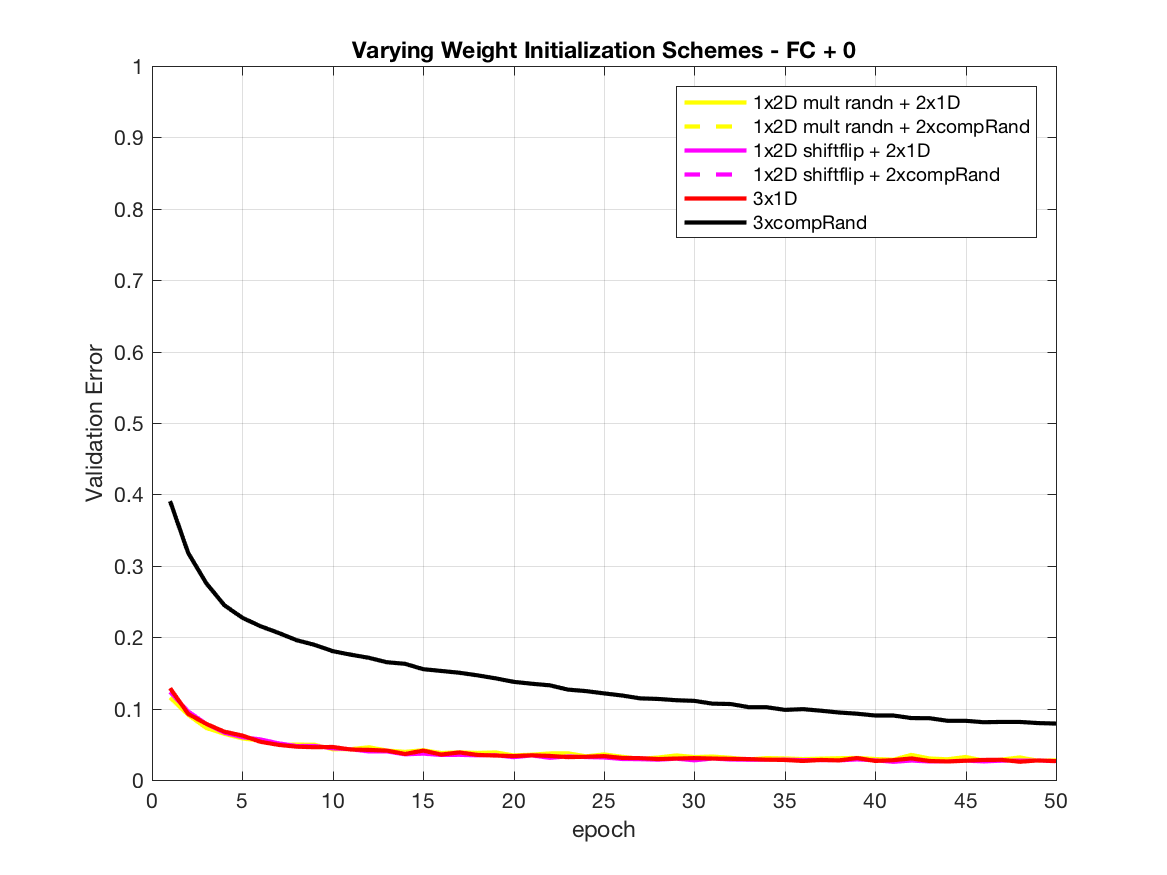 Varying Weight Initialization Schemes - FC + 0
1
0.9
0.8
0.7
0.6
0.5
0.4
0.3
0.2
0.1
0
Validation Error
1x2D mult randn + 2x1D
1x2D mult randn + 2xcompRand
1x2D shiftflip + 2x1D
1x2D shiftflip + 2xcompRand
3x1D
3xcompRand
0 5 10 15 20 25 30 35 40 45 50
epoch